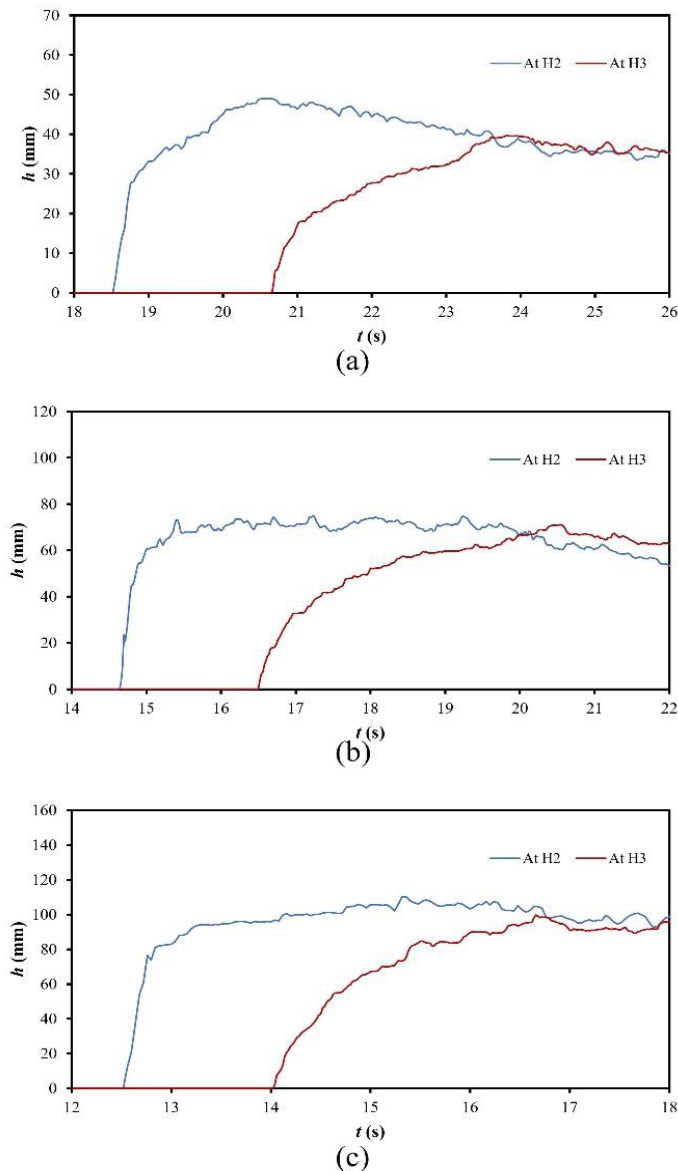 70
60
50
40
30
20
10
0
h (mm)
At H2 At H3
18 19 20 21 22 23 24 25 26
t (s)
(a)
120
100
80
60
40
20
0
h (mm)
At H2 At H3
14 15 16 17 18 19 20 21 22
t (s)
(b)
160
140
120
100
80
60
40
20
0
h (mm)
At H2 At H3
12 13 14 15 16 17 18
t (s)
(c)